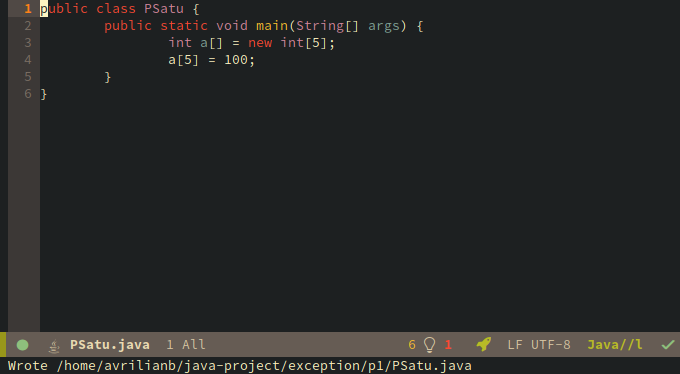 1 public class PSatu {
2         public static void main(String[] args) {
3                 int a[] = new int[5];
4                 a[5] = 100;
5         }
6 }
PSatu.java 1 All 6 1 LF UTF-8 Java//l
Wrote /home/avrilianb/java-project/exception/p1/PSatu.java